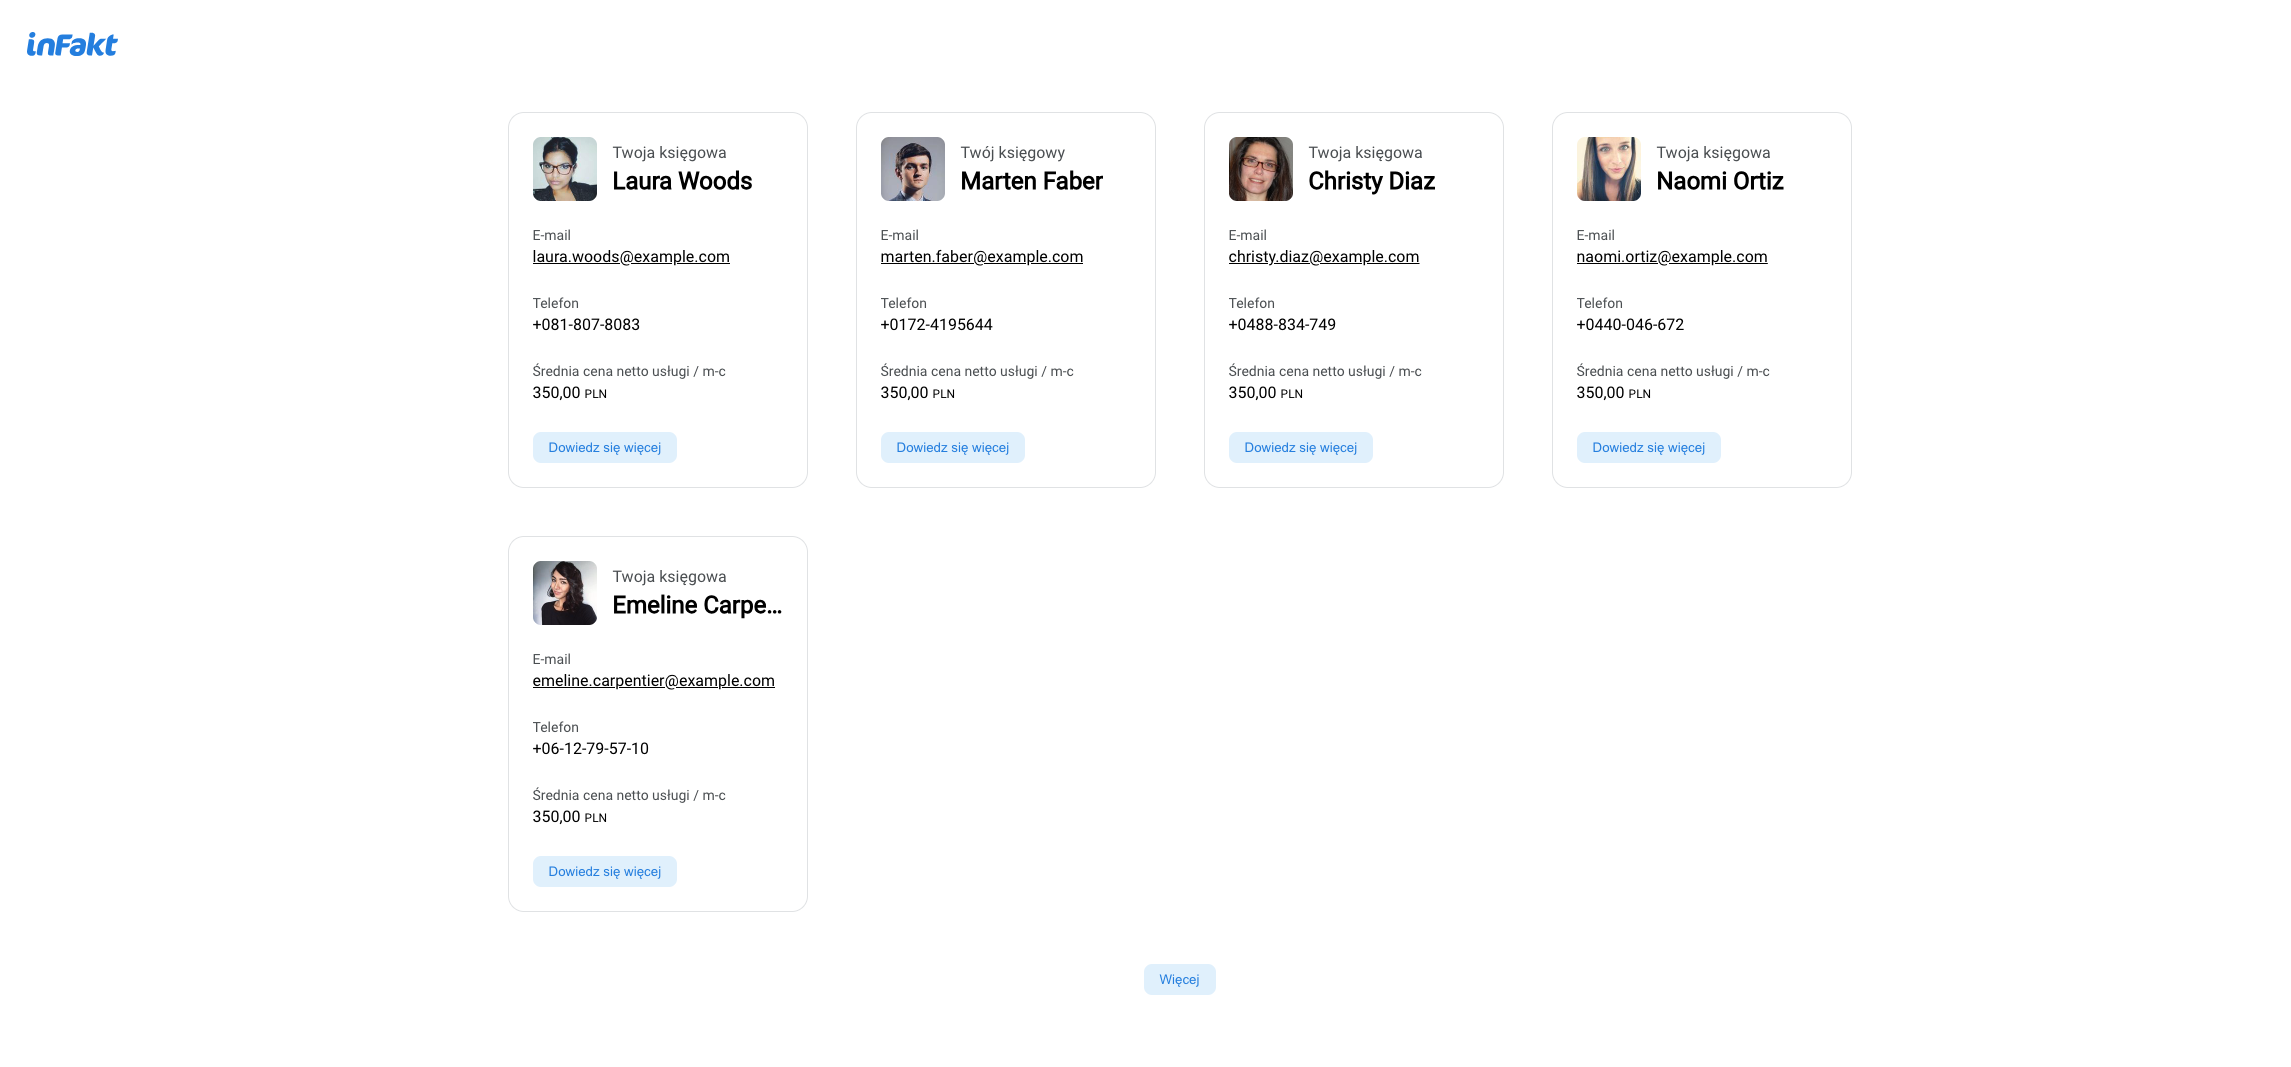 inFakt
Twoja księgowa
Laura Woods
E-mail
laura.woods@example.com
Telefon
+081-807-8083
Średnia cena netto usługi / m-c
350,00 PLN
Dowiedz się więcej
Twój księgowy
Marten Faber
E-mail
marten.faber@example.com
Telefon
+0172-4195644
Średnia cena netto usługi / m-c
350,00 PLN
Dowiedz się więcej
Twoja księgowa
Christy Diaz
E-mail
christy.diaz@example.com
Telefon
+0488-834-749
Średnia cena netto usługi / m-c
350,00 PLN
Dowiedz się więcej
Twoja księgowa
Naomi Ortiz
E-mail
naomi.ortiz@example.com
Telefon
+0440-046-672
Średnia cena netto usługi / m-c
350,00 PLN
Dowiedz się więcej
Twoja księgowa
Emeline Carpe...
E-mail
emeline.carpentier@example.com
Telefon
+06-12-79-57-10
Średnia cena netto usługi / m-c
350,00 PLN
Dowiedz się więcej
Więcej